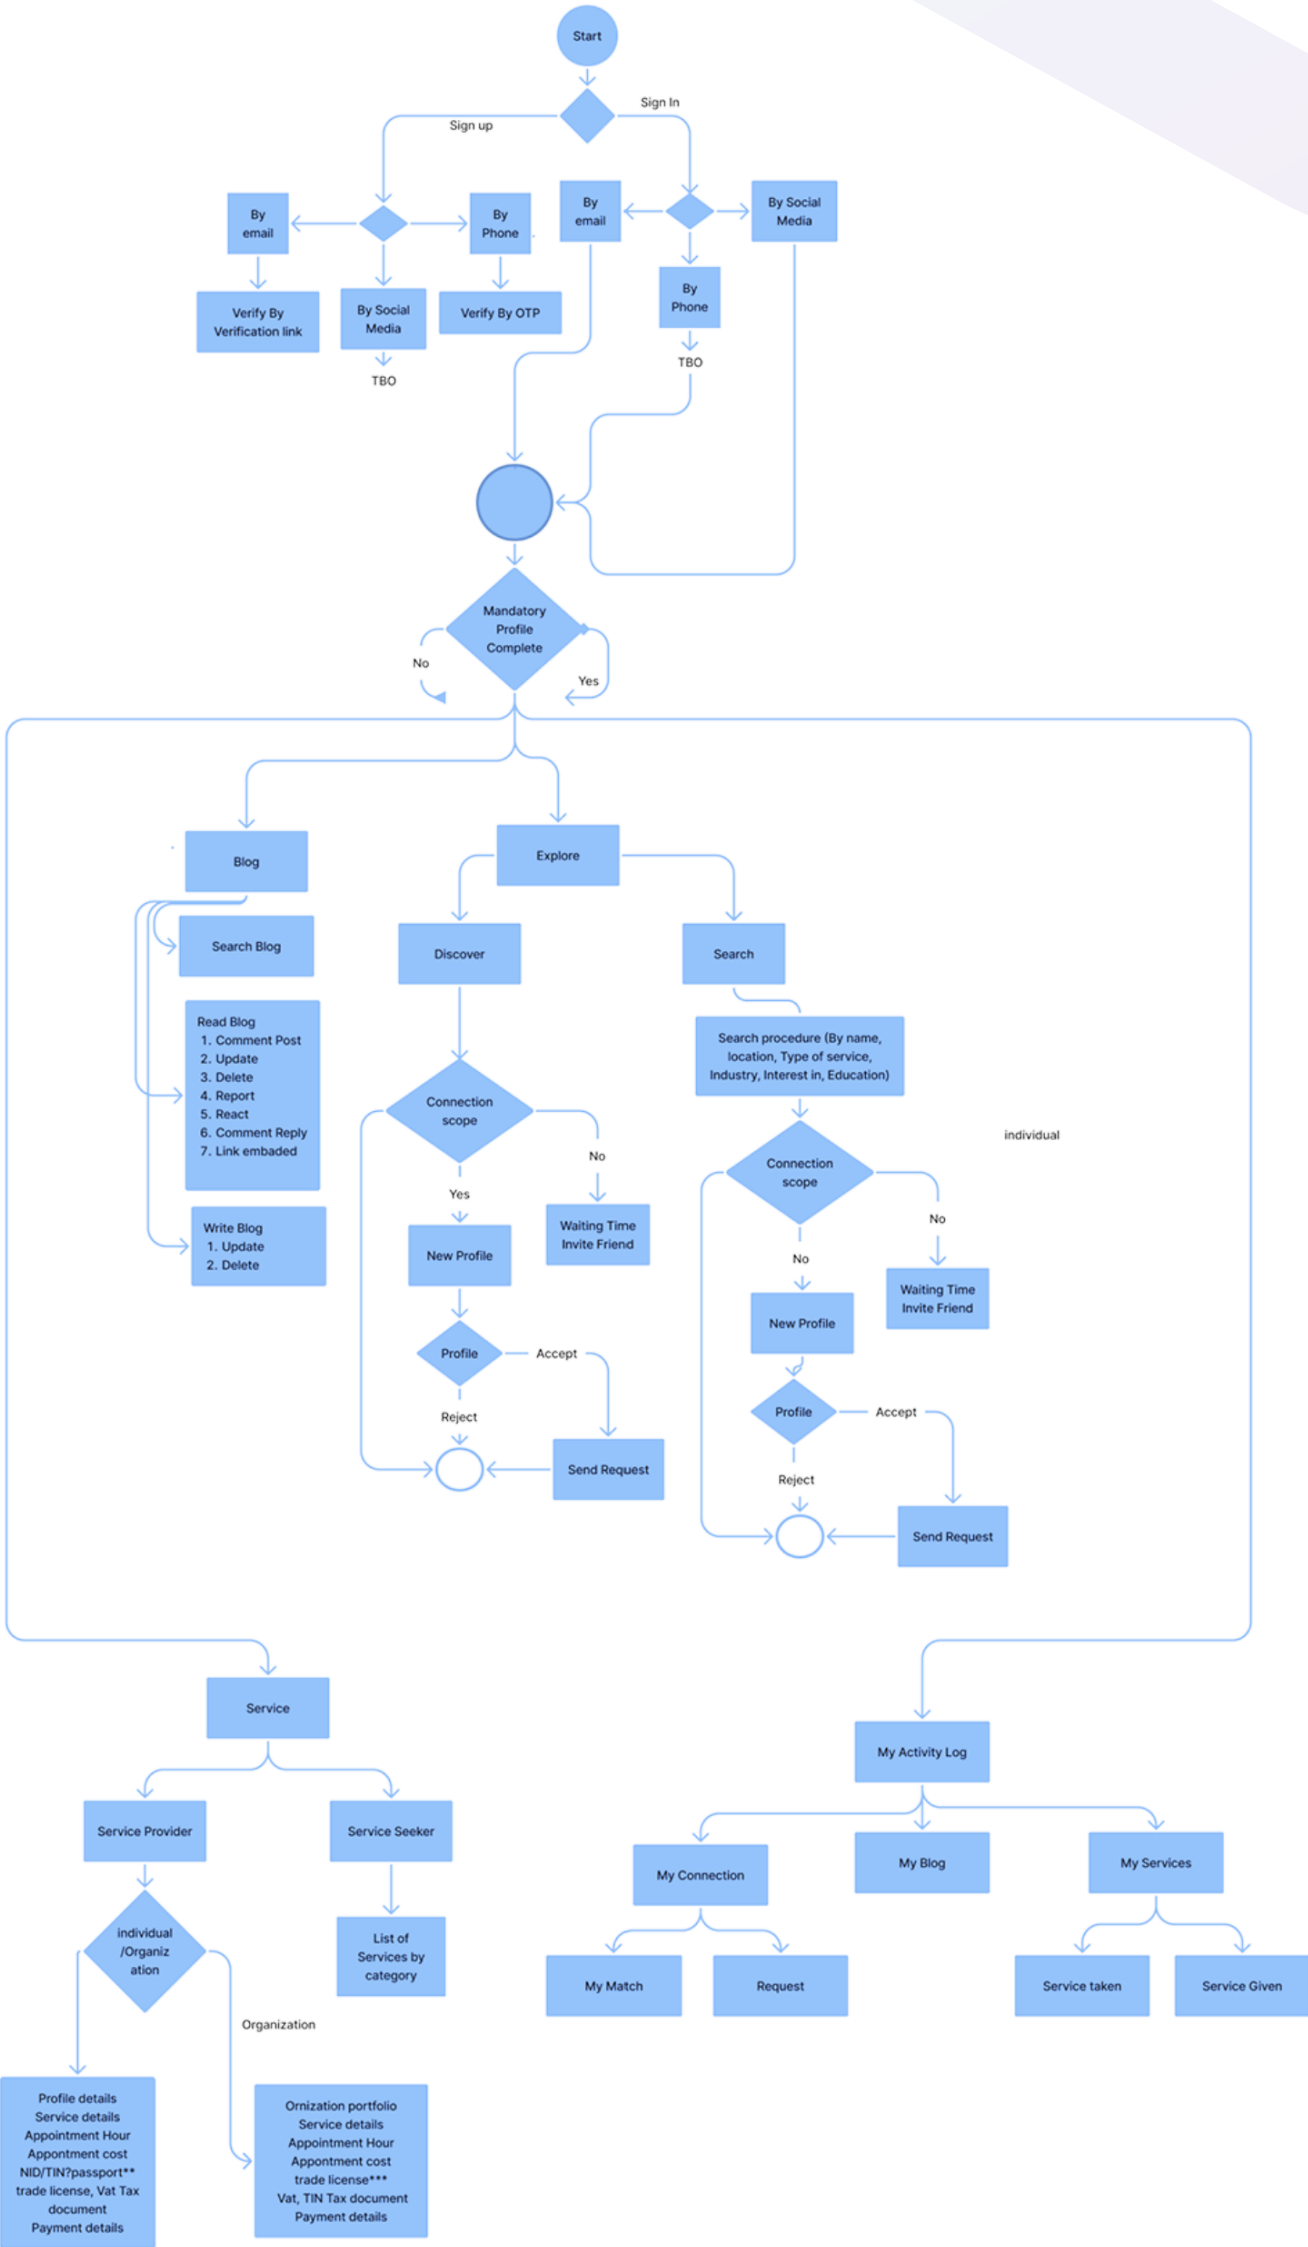 Start
Sign In
Sign up
By
email
By
Phone
By
email
By Social
Media
By
Phone
Verify By
Verification link
By Social
Media
Verify By OTP
TBO
TBO
Mandatory
Profile
Complete
No
Yes
Blog
Explore
Search Blog
Discover
Search
Read Blog
1. Comment Post
2. Update
3. Delete
4. Report
5. React
6. Comment Reply
7. Link embaded
Write Blog
1. Update
2. Delete
Connection
scope
No
Yes
Waiting Time
Invite Friend
New Profile
Profile
Accept
Reject
Send Request
Search procedure (By name,
location, Type of service,
Industry, Interest in, Education)
individual
Connection
scope
No
No
Waiting Time
Invite Friend
New Profile
Profile
Accept
Reject
Send Request
Service
Service Provider
Service Seeker
individual
/Organiz
ation
List of
Services by
category
Organization
Profile details
Service details
Appointment Hour
Appontment cost
NID/TIN?passport**
trade license, Vat Tax
document
Payment details
Ornization portfolio
Service details
Appointment Hour
Appointment cost
trade license***
Vat, TIN Tax document
Payment details
My Activity Log
My Connection
My Blog
My Services
My Match
Request
Service taken
Service Given